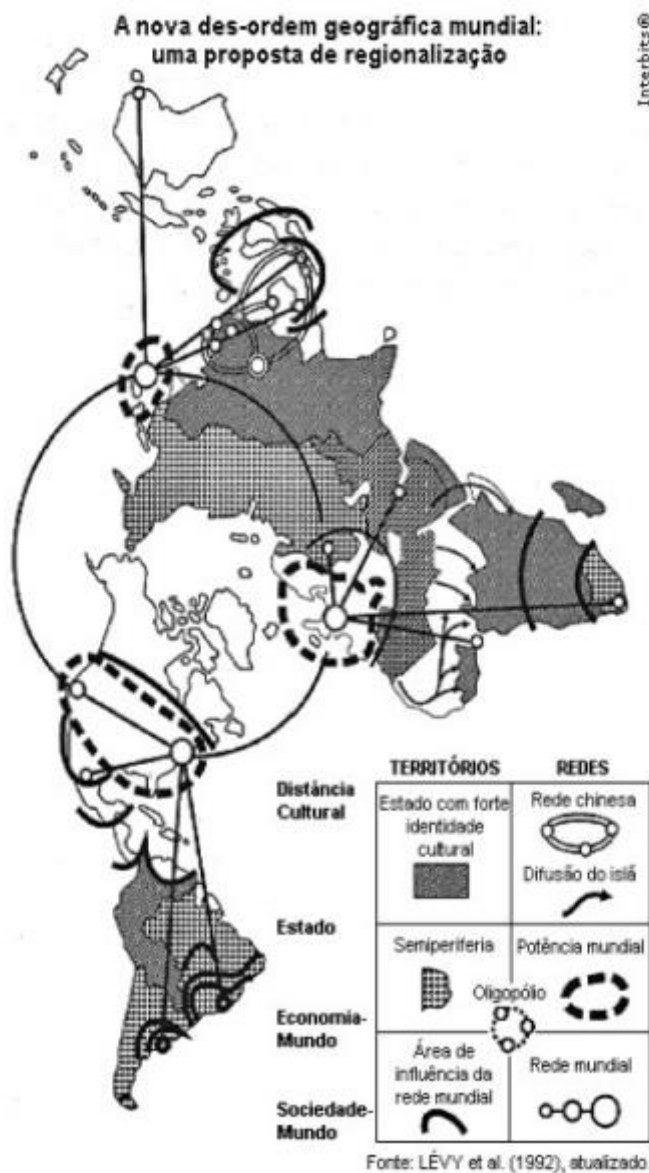 A nova des-ordem geográfica mundial:
uma proposta de regionalização
Interbits®
TERRITÓRIOS
REDES
Distância
Cultural
Estado com forte
identidade
cultural
Rede chinesa
Difusão do islã
Estado
Semiperiferia
Potência mundial
Oligopólio
Economia-
Mundo
Área de
influência da
rede mundial
Rede mundial
Sociedade-
Mundo
Fonte: LÉVY et al. (1992), atualizado